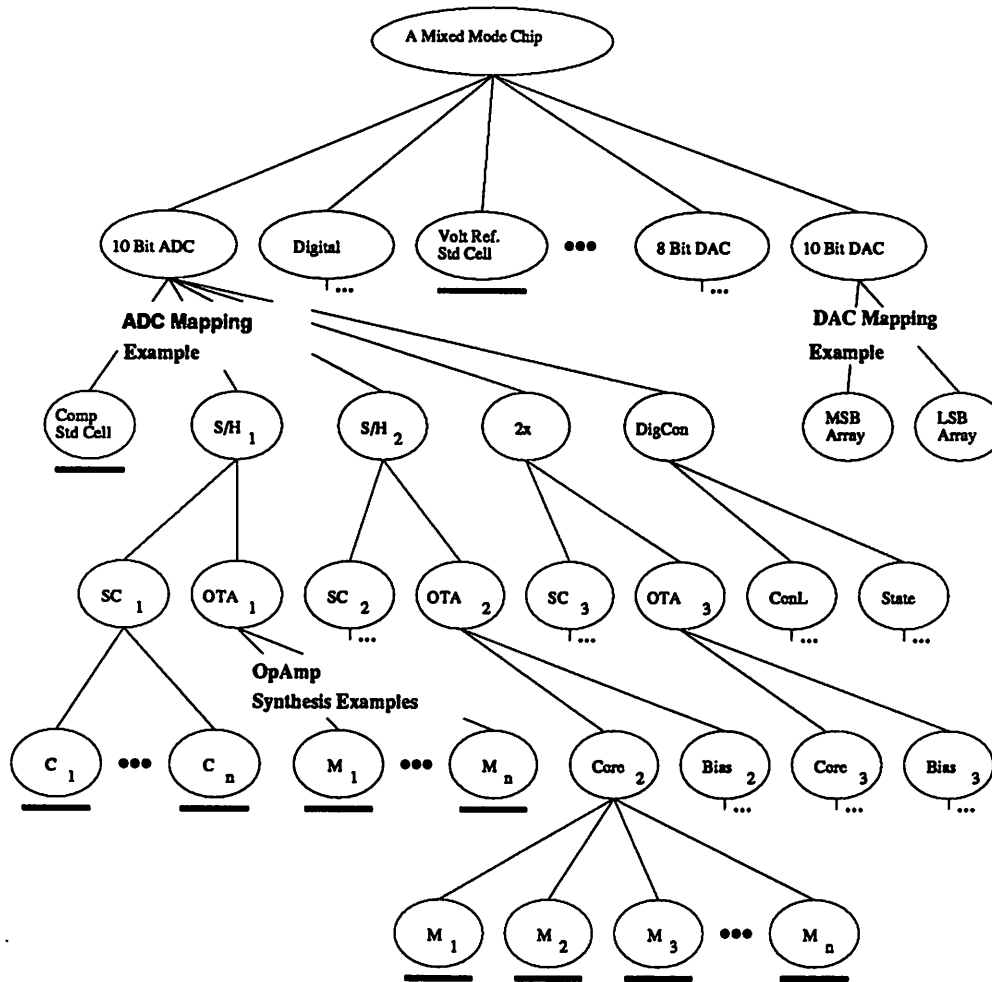 A Mixed Mode Chip
10 Bit ADC
Digital
Volt Ref.
Std Cell
●●●
8 Bit DAC
10 Bit DAC
...
...
ADC Mapping
Example
DAC Mapping
Example
Comp
Std Cell
S/H 1
S/H 2
2x
DigCon
MSB
Array
LSB
Array
SC 1
OTA 1
SC 2
OTA 2
SC 3
OTA 3
ConL
State
...
...
...
...
OpAmp
Synthesis Examples
C 1
●●●
C n
M 1
●●●
M n
Core 2
Bias 2
Core 3
Bias 3
...
...
...
M 1
M 2
M 3
●●●
M n